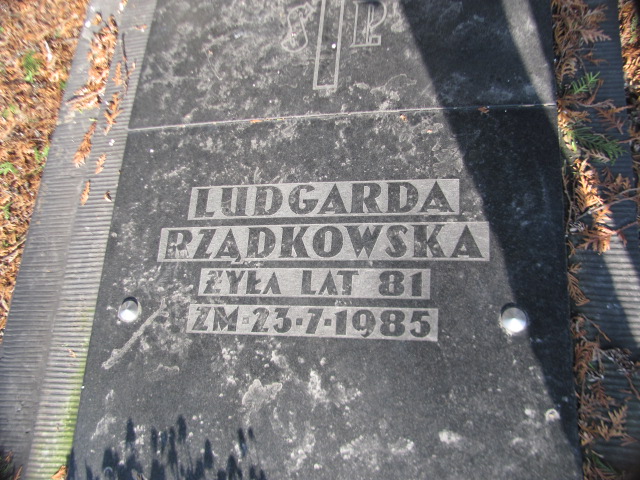 Ś P
LUDGARDA
RZĄDKOWSKA
ŻYŁA LAT 81
ZM-23-7-1985